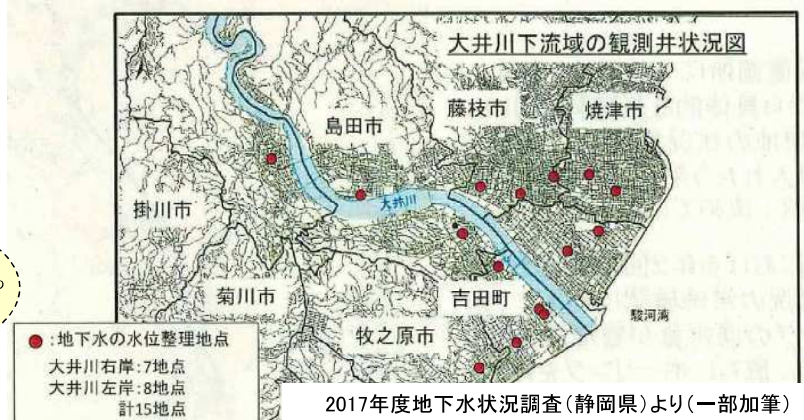 大井川下流域の観測井状況図
藤枝市
焼津市
島田市
掛川市
大井川
菊川市
吉田町
駿河湾
牧之原市
:地下水の水位整理地点
大井川右岸:7地点
大井川左岸:8地点
計15地点
2017年度地下水状況調査(静岡県)より(一部加筆)